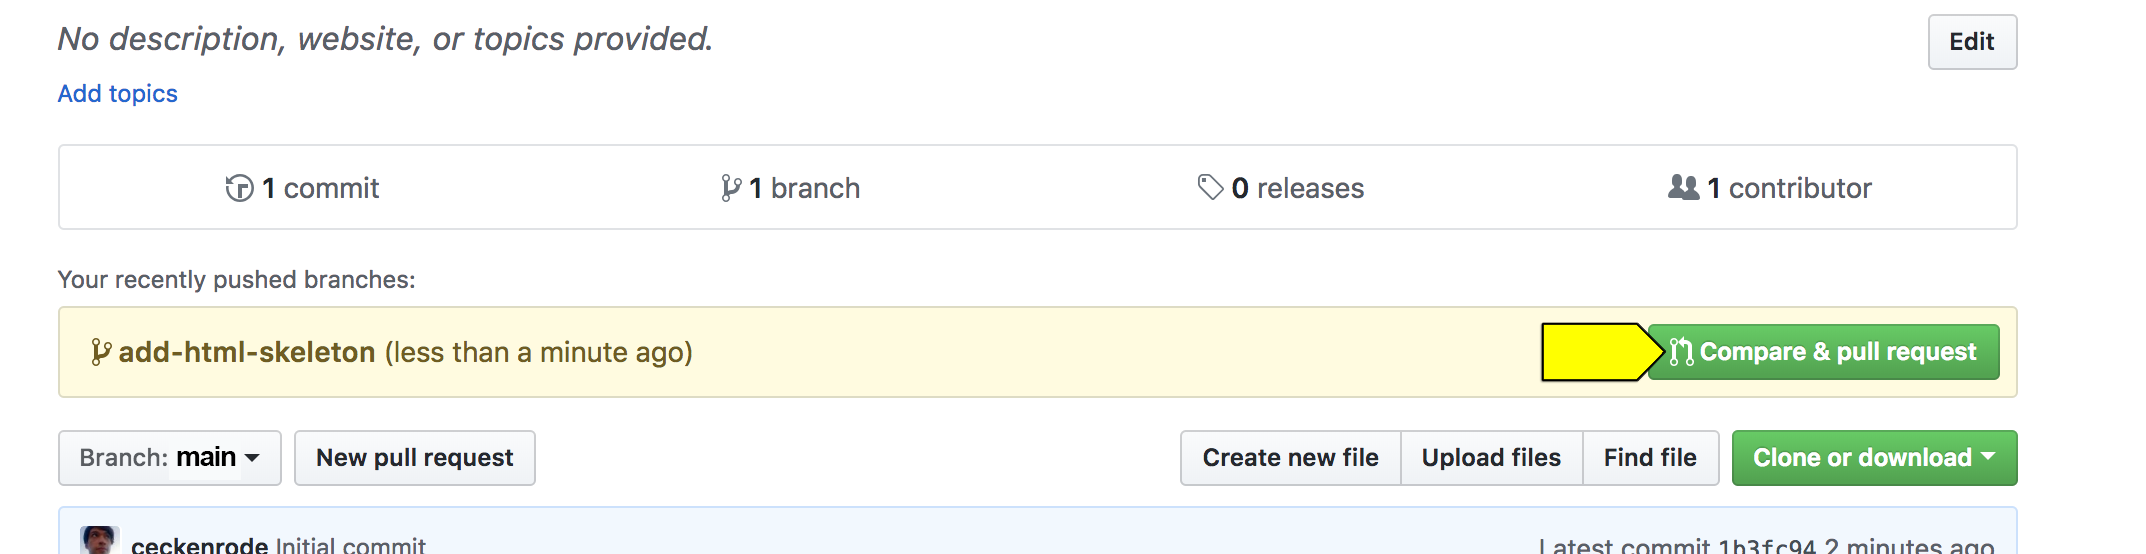 No description, website, or topics provided.
Edit
Add topics
1 commit
1 branch
0 releases
1 contributor
Your recently pushed branches:
add-html-skeleton (less than a minute ago)
Compare & pull request
Branch: main
New pull request
Create new file
Upload files
Find file
Clone or download
ceckenrode Initial commit
Latest commit 1b3fc94 2 minutes ago